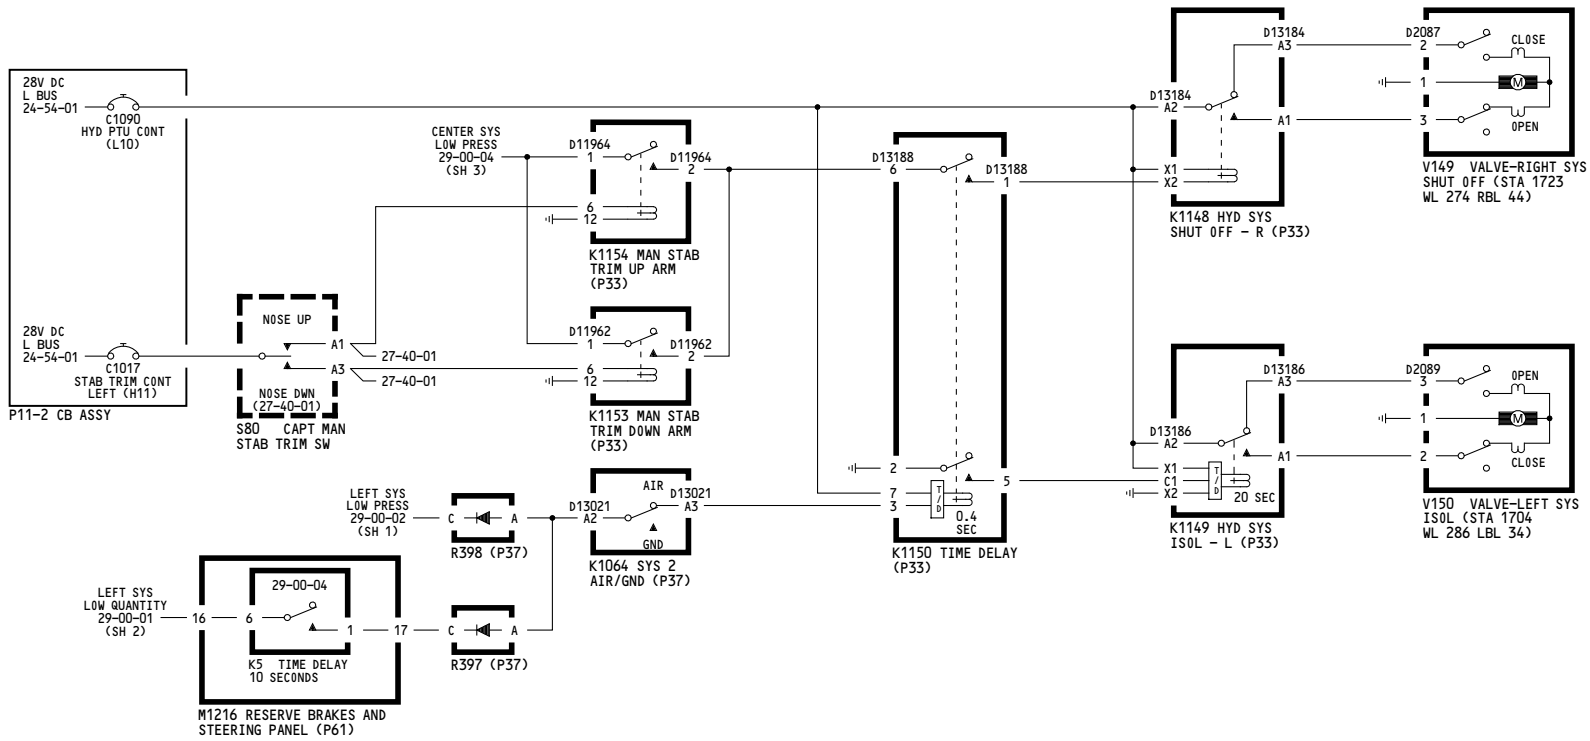 28V DC
L BUS
24-54-01
C1090
HYD PTU CONT
(L10)
28V DC
L BUS
24-54-01
C1017
STAB TRIM CONT
LEFT (H11)
P11-2 CB ASSY
NOSE UP
A1
A3
NOSE DWN
(27-40-01)
S80 CAPT MAN
STAB TRIM SW
27-40-01
27-40-01
CENTER SYS
LOW PRESS
29-00-04
(SH 3)
D11964
1
D11964
2
6
12
K1154 MAN STAB
TRIM UP ARM
(P33)
D11962
1
D11962
2
6
12
K1153 MAN STAB
TRIM DOWN ARM
(P33)
LEFT SYS
LOW PRESS
29-00-02
(SH 1)
C
A
R398 (P37)
D13021
A2
AIR
D13021
A3
GND
K1064 SYS 2
AIR/GND (P37)
LEFT SYS
LOW QUANTITY
29-00-01
(SH 2)
16
6
29-00-04
1
17
K5 TIME DELAY
10 SECONDS
M1216 RESERVE BRAKES AND
STEERING PANEL (P61)
C
A
R397 (P37)
D13188
6
D13188
1
2
5
7
3
T/D
0.4
SEC
K1150 TIME DELAY
(P33)
D13184
A2
D13184
A3
A1
X1
X2
K1148 HYD SYS
SHUT OFF - R (P33)
D2087
2
CLOSE
1
M
3
OPEN
V149 VALVE-RIGHT SYS
SHUT OFF (STA 1723
WL 274 RBL 44)
D13186
A2
D13186
A3
A1
X1
C1
X2
T/D
20 SEC
K1149 HYD SYS
ISOL - L (P33)
D2089
3
OPEN
1
M
2
CLOSE
V150 VALVE-LEFT SYS
ISOL (STA 1704
WL 286 LBL 34)